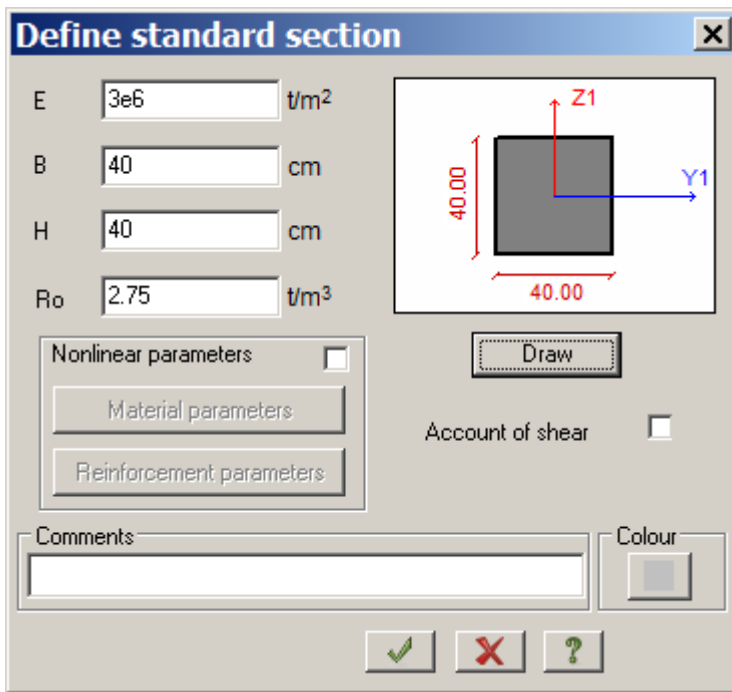 Define standard section
E 3e6 t/m²
B 40 cm
H 40 cm
Ro 2.75 t/m³
Z1
Y1
40.00
40.00
Draw
Nonlinear parameters
Material parameters
Reinforcement parameters
Account of shear
Comments
Colour